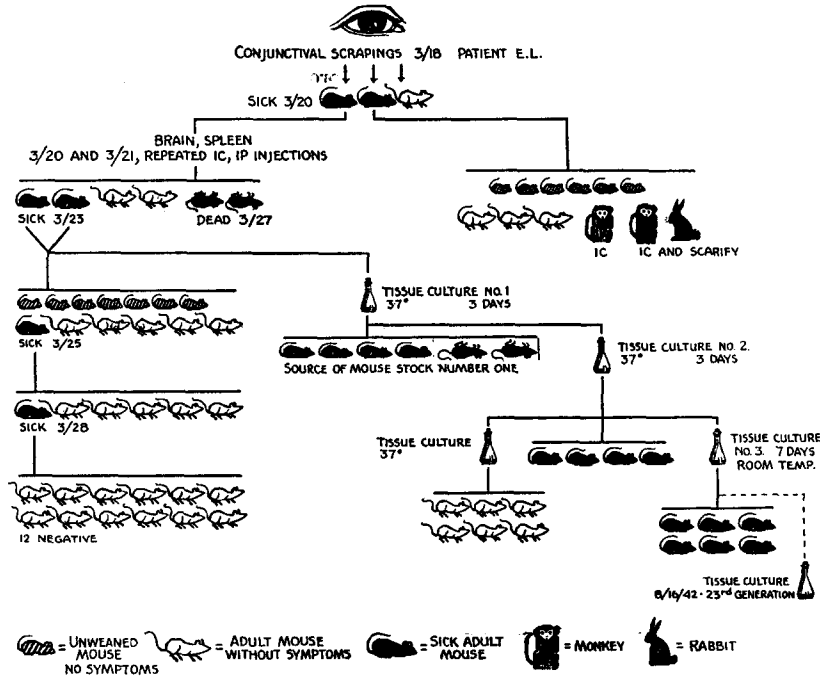 CONJUNCTIVAL SCRAPINGS 3/18 PATIENT E.L.
SICK 3/20
BRAIN, SPLEEN
3/20 AND 3/21, REPEATED IC, IP INJECTIONS
SICK 3/23
DEAD 3/27
IC
IC AND SCARIFY
TISSUE CULTURE NO. 1
37° 3 DAYS
SICK 3/25
SOURCE OF MOUSE STOCK NUMBER ONE
TISSUE CULTURE NO. 2.
37° 3 DAYS
SICK 3/28
TISSUE CULTURE
37°
TISSUE CULTURE
NO. 3. 7 DAYS
ROOM TEMP.
12 NEGATIVE
TISSUE CULTURE
8/16/42 - 23rd GENERATION
= UNWEANED
MOUSE
NO SYMPTOMS
= ADULT MOUSE
WITHOUT SYMPTOMS
= SICK ADULT
MOUSE
= MONKEY
= RABBIT